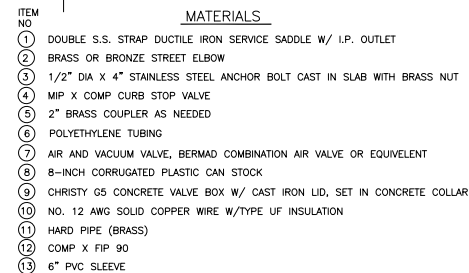 ITEM
NO
MATERIALS
1 DOUBLE S.S. STRAP DUCTILE IRON SERVICE SADDLE W/ I.P. OUTLET
2 BRASS OR BRONZE STREET ELBOW
3 1/2" DIA X 4" STAINLESS STEEL ANCHOR BOLT CAST IN SLAB WITH BRASS NUT
4 MIP X COMP CURB STOP VALVE
5 2" BRASS COUPLER AS NEEDED
6 POLYETHYLENE TUBING
7 AIR AND VACUUM VALVE, BERMAD COMBINATION AIR VALVE OR EQUIVELENT
8 8-INCH CORRUGATED PLASTIC CAN STOCK
9 CHRISTY G5 CONCRETE VALVE BOX W/ CAST IRON LID, SET IN CONCRETE COLLAR
10 NO. 12 AWG SOLID COPPER WIRE W/TYPE UF INSULATION
11 HARD PIPE (BRASS)
12 COMP X FIP 90
13 6" PVC SLEEVE